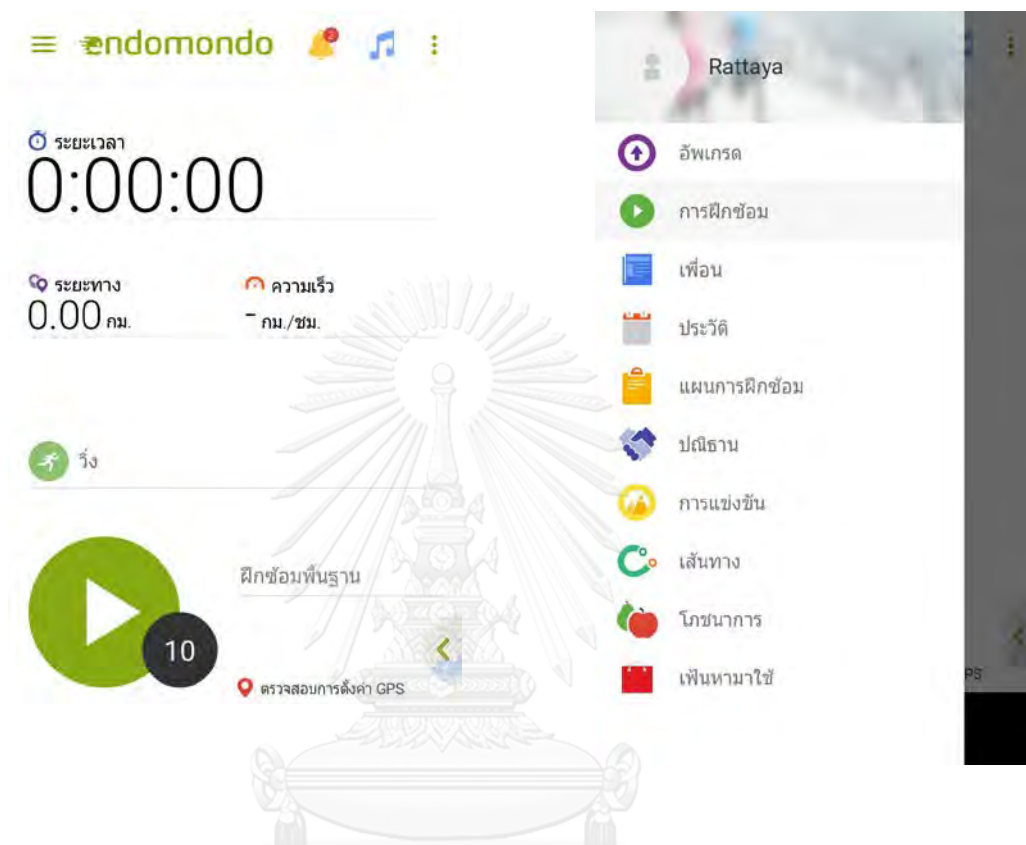 endomondo
2
ระยะเวลา
0:00:00
ระยะทาง
ความเร็ว
0.00 กม.
- กม./ชม.
วิ่ง
ฝึกซ้อมพื้นฐาน
10
ตรวจสอบการตั้งค่า GPS
Rattaya
อัพเกรด
การฝึกซ้อม
เพื่อน
ประวัติ
แผนการฝึกซ้อม
ปณิธาน
การแข่งขัน
เส้นทาง
โภชนาการ
เฟ้นหามาใช้
PS